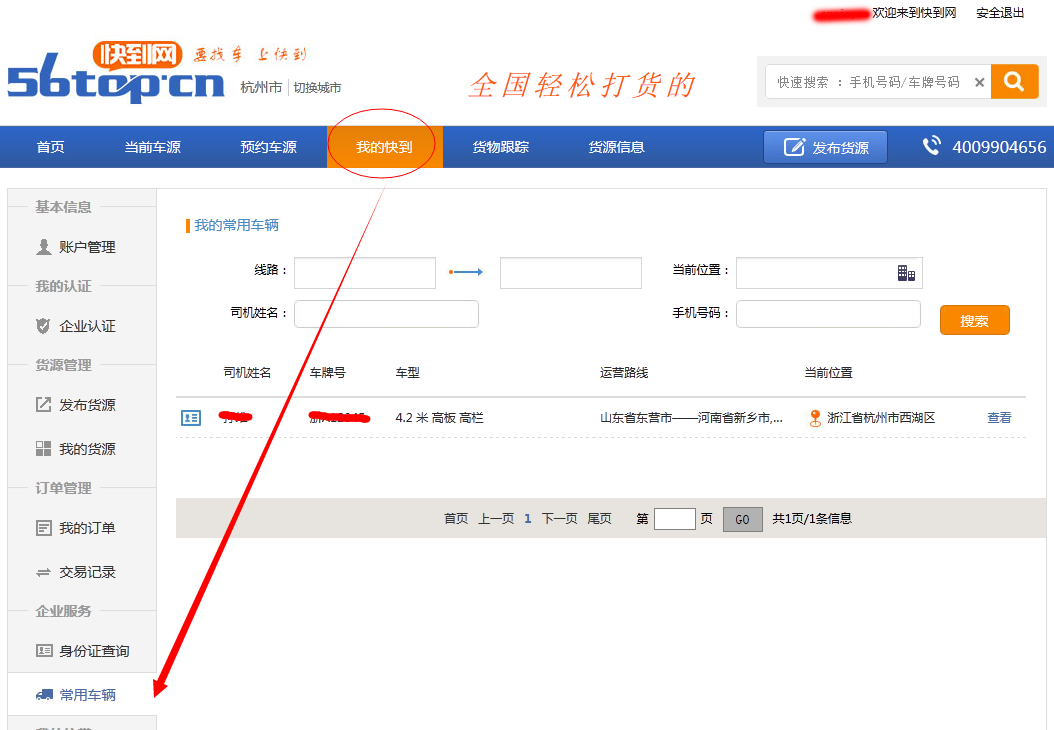 欢迎来到快到网 安全退出
快到网 要找车 上快到
56top·cn 杭州市 切换城市
全国轻松打货的
快速搜索 ：手机号码/车牌号码 ×
首页 当前车源 预约车源 我的快到 货物跟踪 货源信息 发布货源 4009904656
基本信息
账户管理
我的认证
企业认证
货源管理
发布货源
我的货源
订单管理
我的订单
交易记录
企业服务
身份证查询
常用车辆
我的常用车辆
线路： 当前位置：
司机姓名： 手机号码： 搜索
司机姓名 车牌号 车型 运营路线 当前位置
4.2 米 高板 高栏 山东省东营市——河南省新乡市,... 浙江省杭州市西湖区 查看
首页 上一页 1 下一页 尾页 第 页 GO 共1页/1条信息